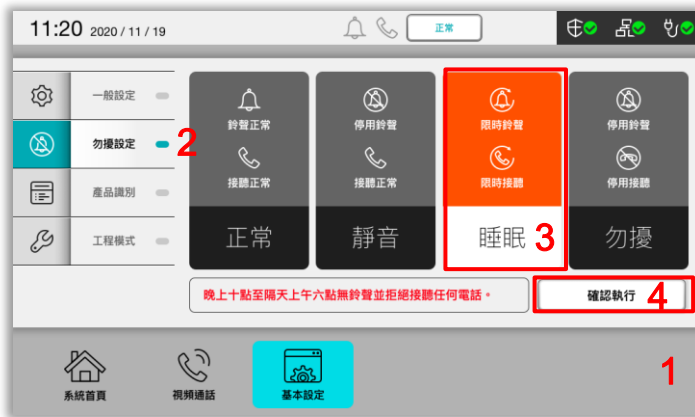 11:20 2020 / 11 / 19
正常
一般設定
勿擾設定
2
產品識別
工程模式
鈴聲正常
接聽正常
正常
停用鈴聲
接聽正常
靜音
限時鈴聲
限時接聽
睡眠 3
停用鈴聲
停用接聽
勿擾
晚上十點至隔天上午六點無鈴聲並拒絕接聽任何電話。
確認執行 4
系統首頁
視頻通話
基本設定
1